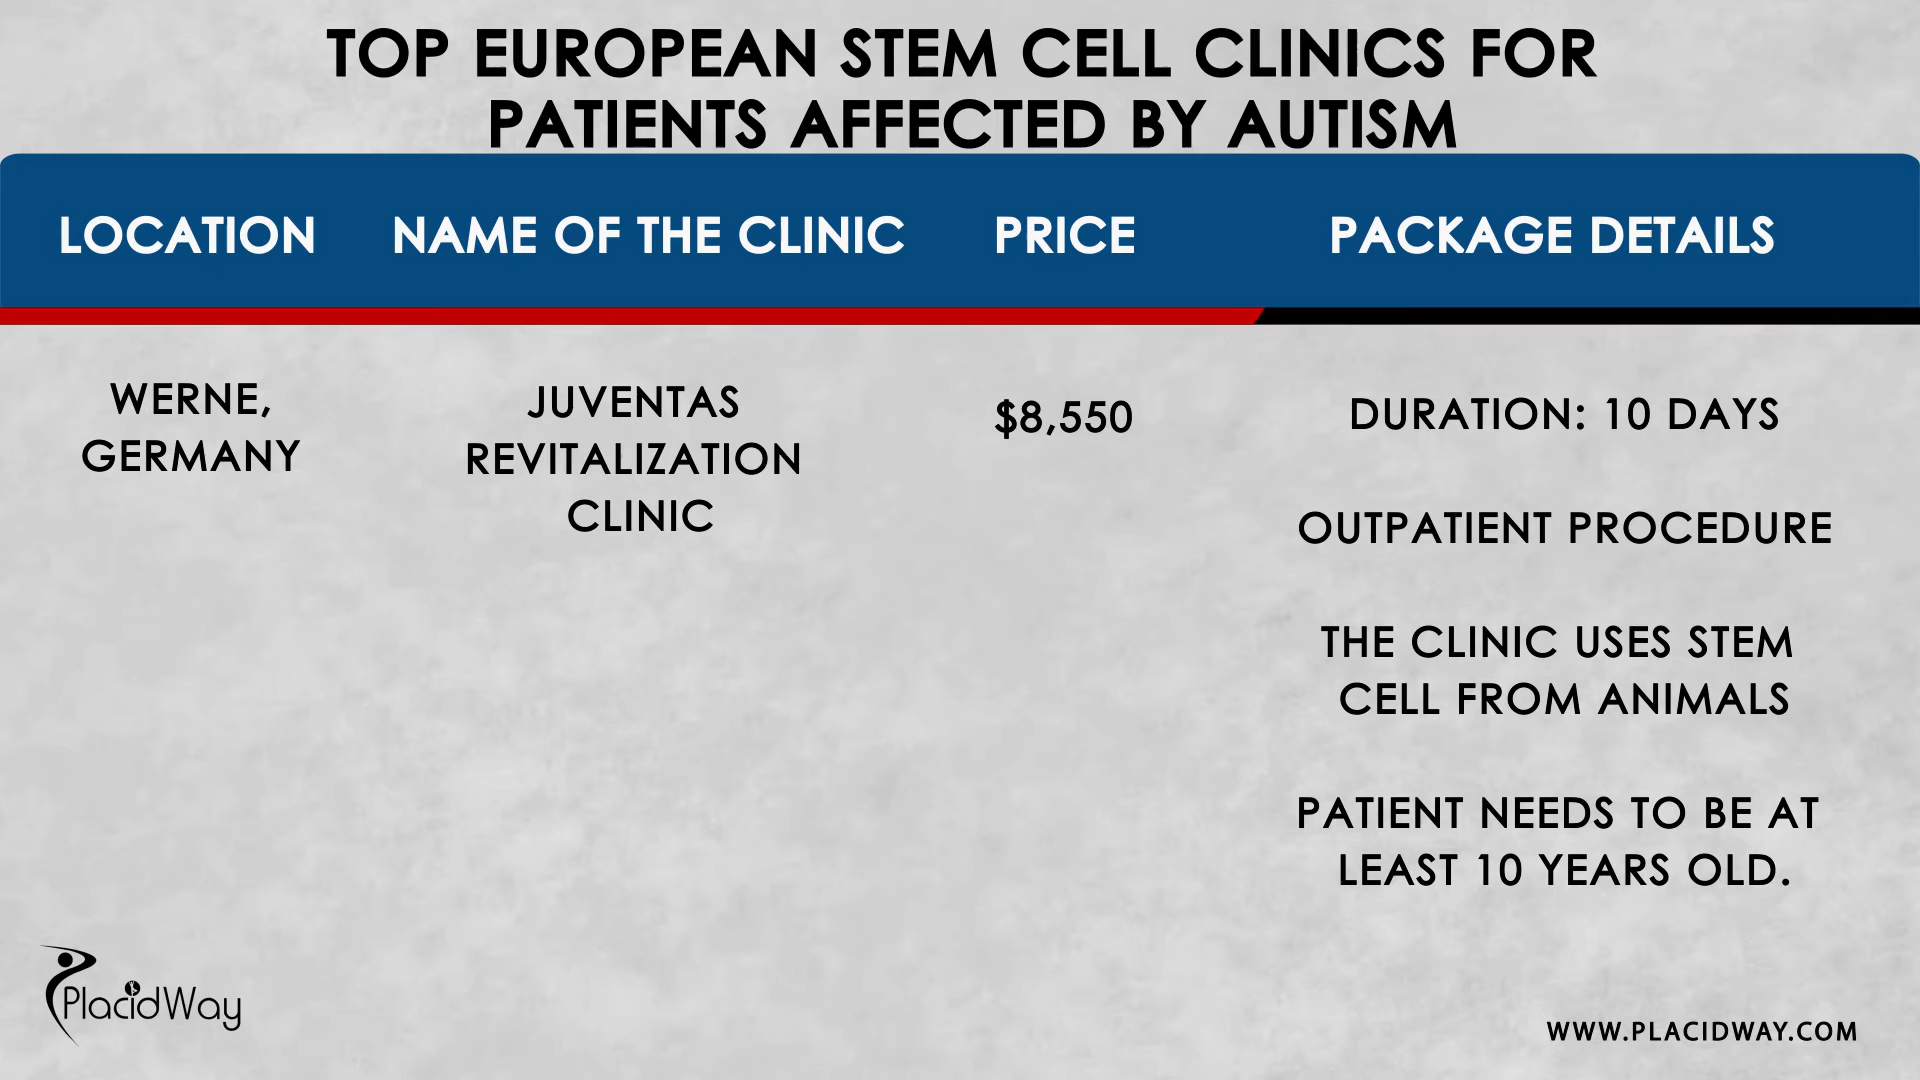 TOP EUROPEAN STEM CELL CLINICS FOR
PATIENTS AFFECTED BY AUTISM
LOCATION NAME OF THE CLINIC PRICE PACKAGE DETAILS
WERNE,
GERMANY
JUVENTAS
REVITALIZATION
CLINIC
$8,550
DURATION: 10 DAYS
OUTPATIENT PROCEDURE
THE CLINIC USES STEM
CELL FROM ANIMALS
PATIENT NEEDS TO BE AT
LEAST 10 YEARS OLD.
PlacidWay
WWW.PLACIDWAY.COM